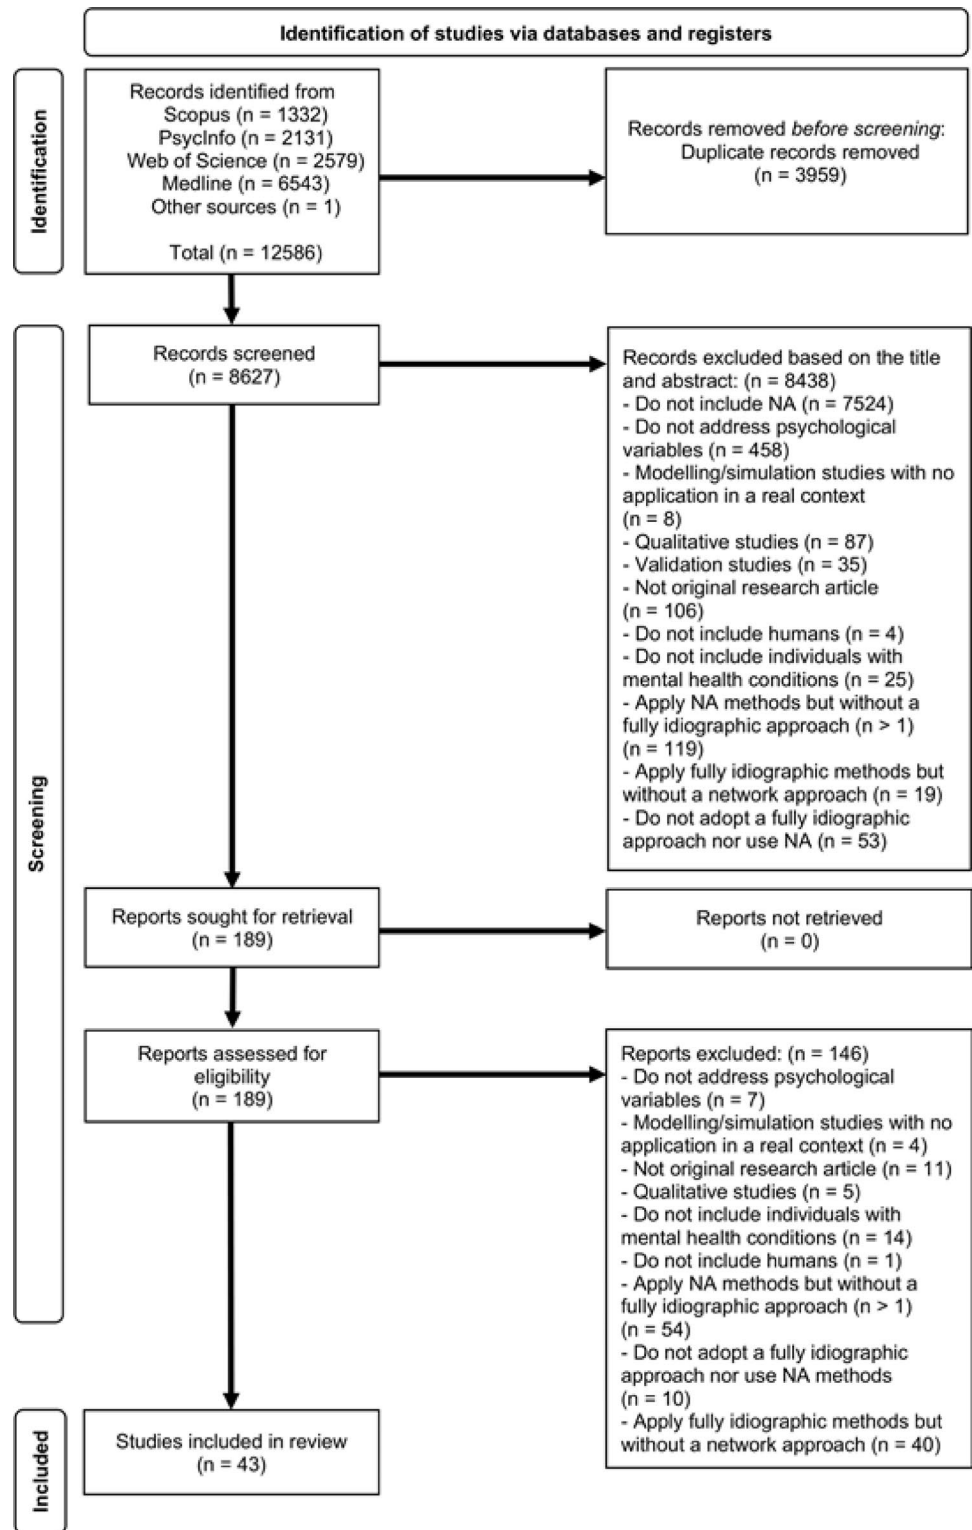 Identification of studies via databases and registers
Identification
Records identified from
Scopus (n = 1332)
PsycInfo (n = 2131)
Web of Science (n = 2579)
Medline (n = 6543)
Other sources (n = 1)
Total (n = 12586)
Records removed before screening:
Duplicate records removed
(n = 3959)
Screening
Records screened
(n = 8627)
Records excluded based on the title
and abstract: (n = 8438)
- Do not include NA (n = 7524)
- Do not address psychological
variables (n = 458)
- Modelling/simulation studies with no
application in a real context
(n = 8)
- Qualitative studies (n = 87)
- Validation studies (n = 35)
- Not original research article
(n = 106)
- Do not include humans (n = 4)
- Do not include individuals with
mental health conditions (n = 25)
- Apply NA methods but without a
fully idiographic approach (n > 1)
(n = 119)
- Apply fully idiographic methods but
without a network approach (n = 19)
- Do not adopt a fully idiographic
approach nor use NA (n = 53)
Reports sought for retrieval
(n = 189)
Reports not retrieved
(n = 0)
Reports assessed for
eligibility
(n = 189)
Reports excluded: (n = 146)
- Do not address psychological
variables (n = 7)
- Modelling/simulation studies with no
application in a real context (n = 4)
- Not original research article (n = 11)
- Qualitative studies (n = 5)
- Do not include individuals with
mental health conditions (n = 14)
- Do not include humans (n = 1)
- Apply NA methods but without a
fully idiographic approach (n > 1)
(n = 54)
- Do not adopt a fully idiographic
approach nor use NA methods
(n = 10)
- Apply fully idiographic methods but
without a network approach (n = 40)
Included
Studies included in review
(n = 43)